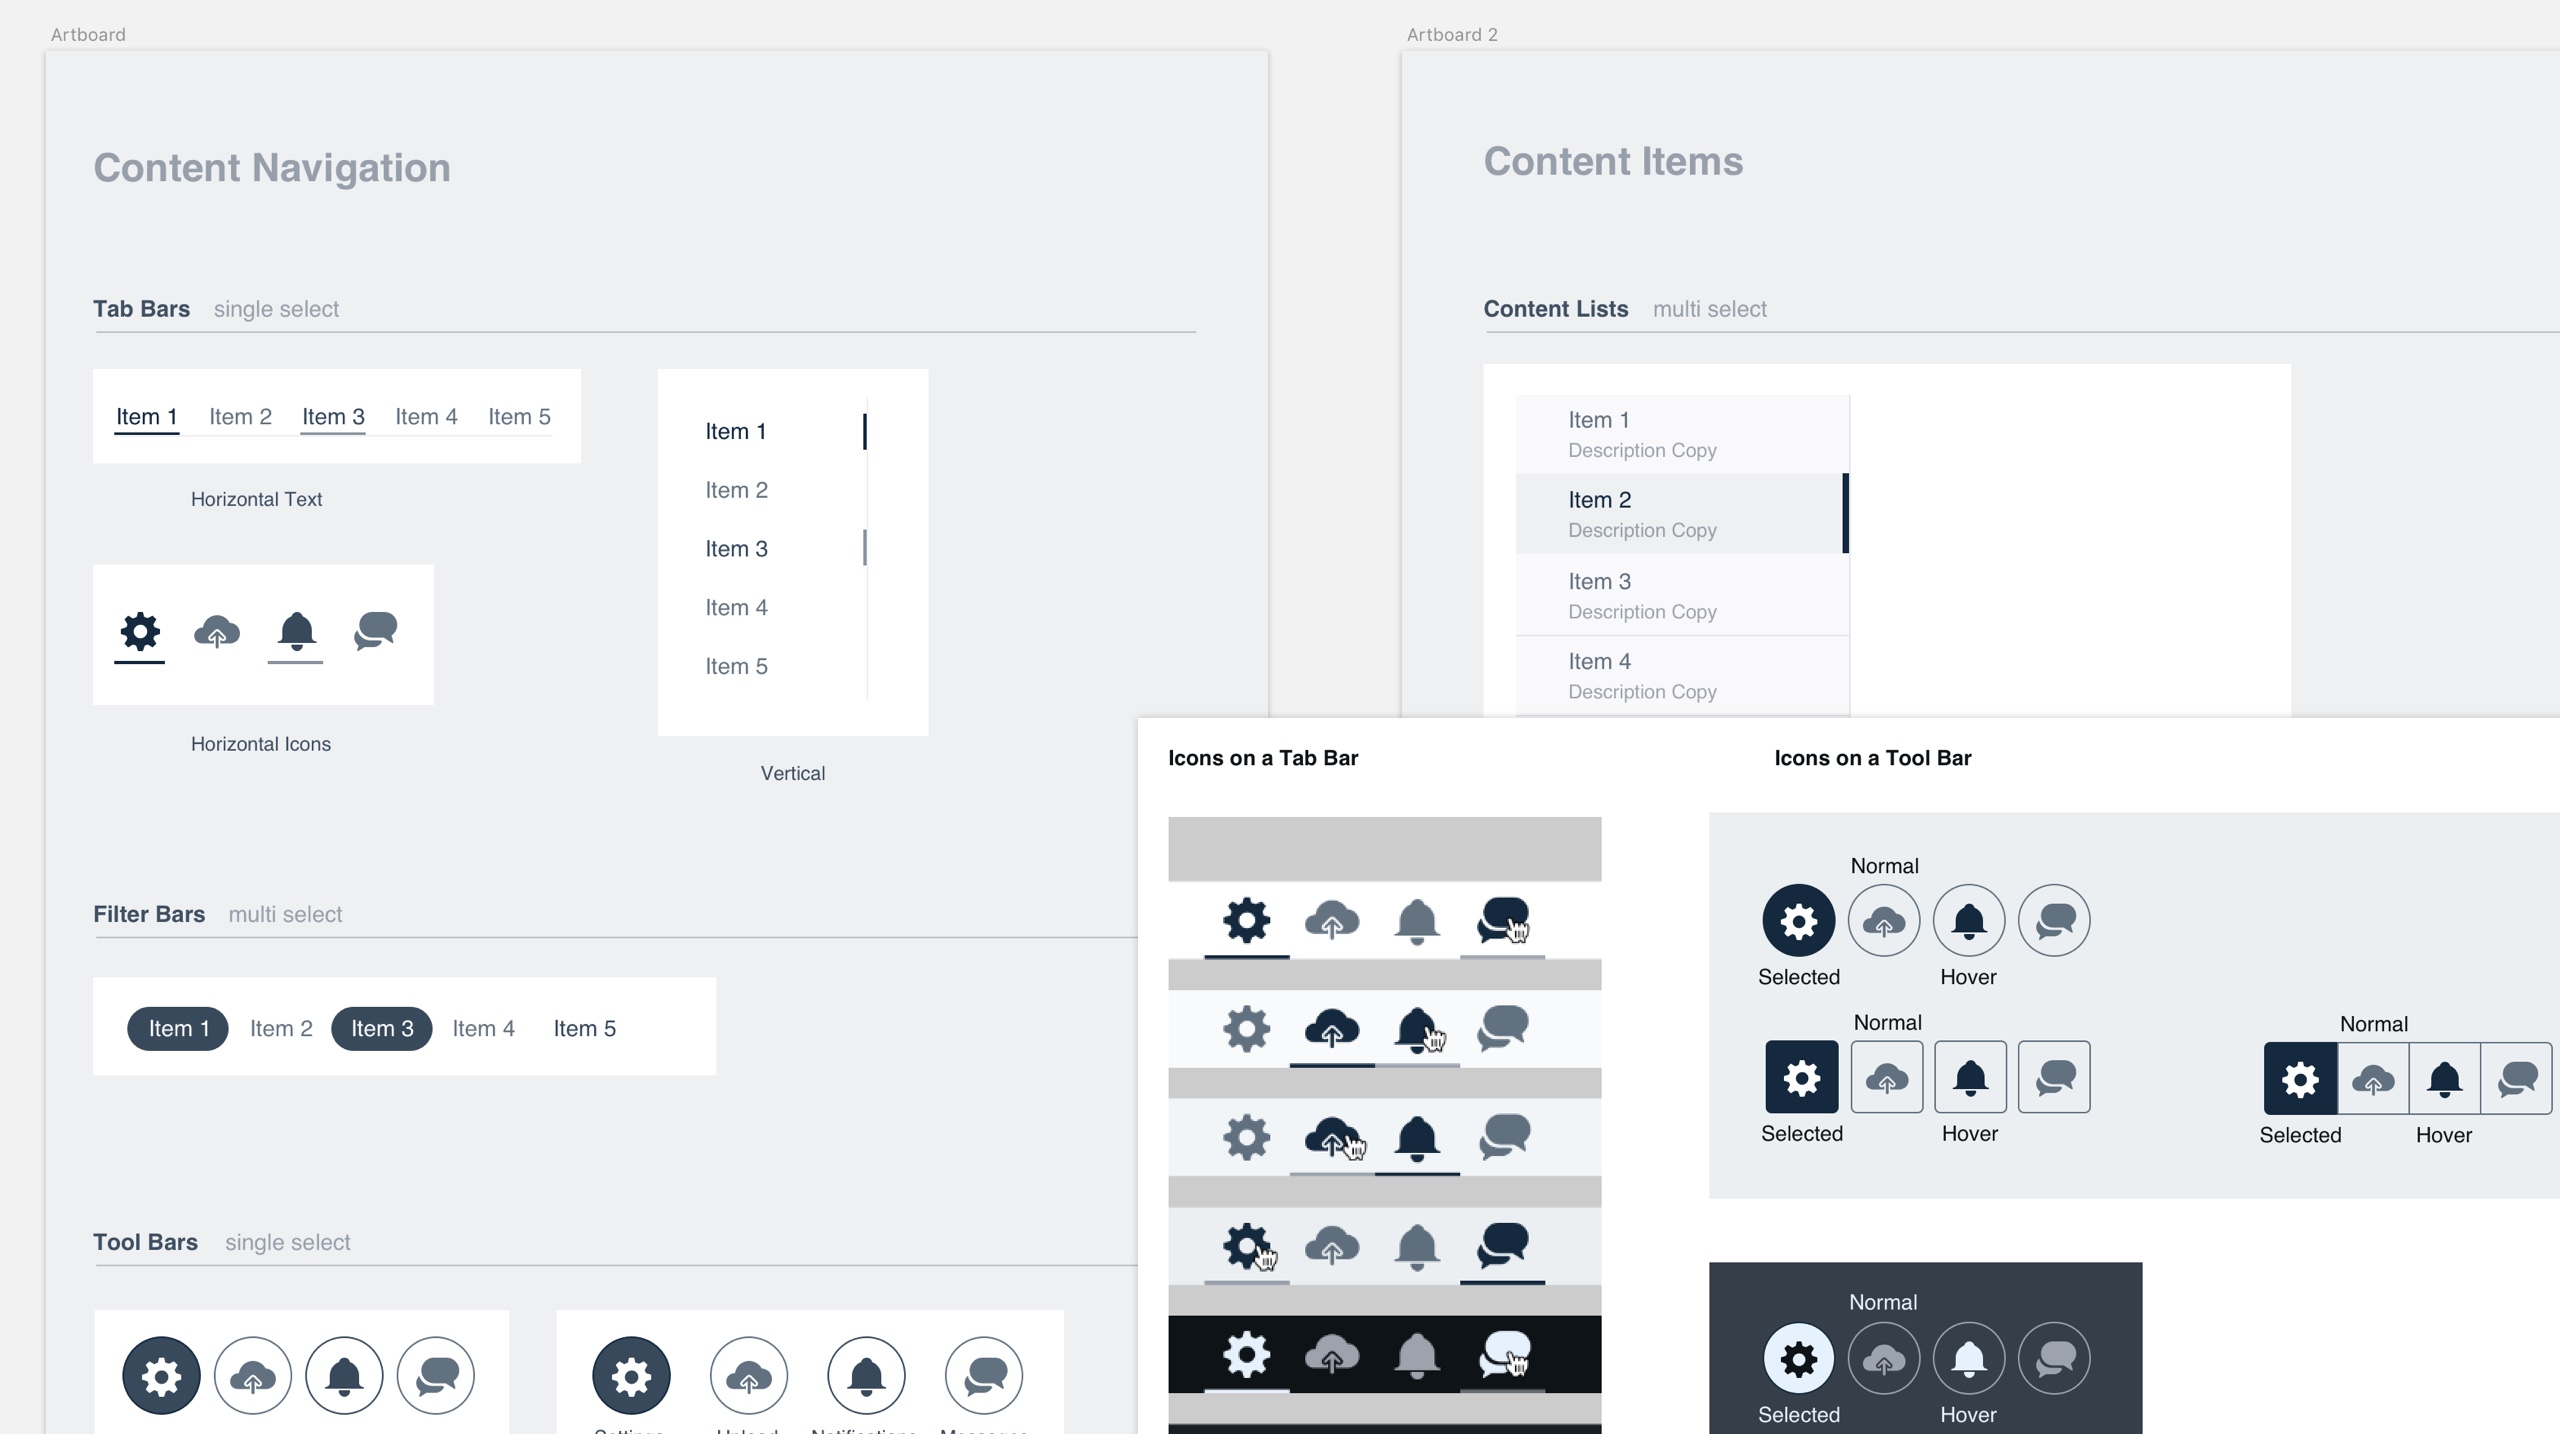 Artboard
Artboard 2
Content Navigation
Content Items
Tab Bars single select
Content Lists multi select
Item 1 Item 2 Item 3 Item 4 Item 5
Horizontal Text
Horizontal Icons
Item 1
Item 2
Item 3
Item 4
Item 5
Vertical
Item 1
Description Copy
Item 2
Description Copy
Item 3
Description Copy
Item 4
Description Copy
Filter Bars multi select
Item 1 Item 2 Item 3 Item 4 Item 5
Tool Bars single select
Settings Upload Notifications Messages
Icons on a Tab Bar
Icons on a Tool Bar
Normal
Selected Hover
Normal
Selected Hover
Normal
Selected Hover
Normal
Selected Hover